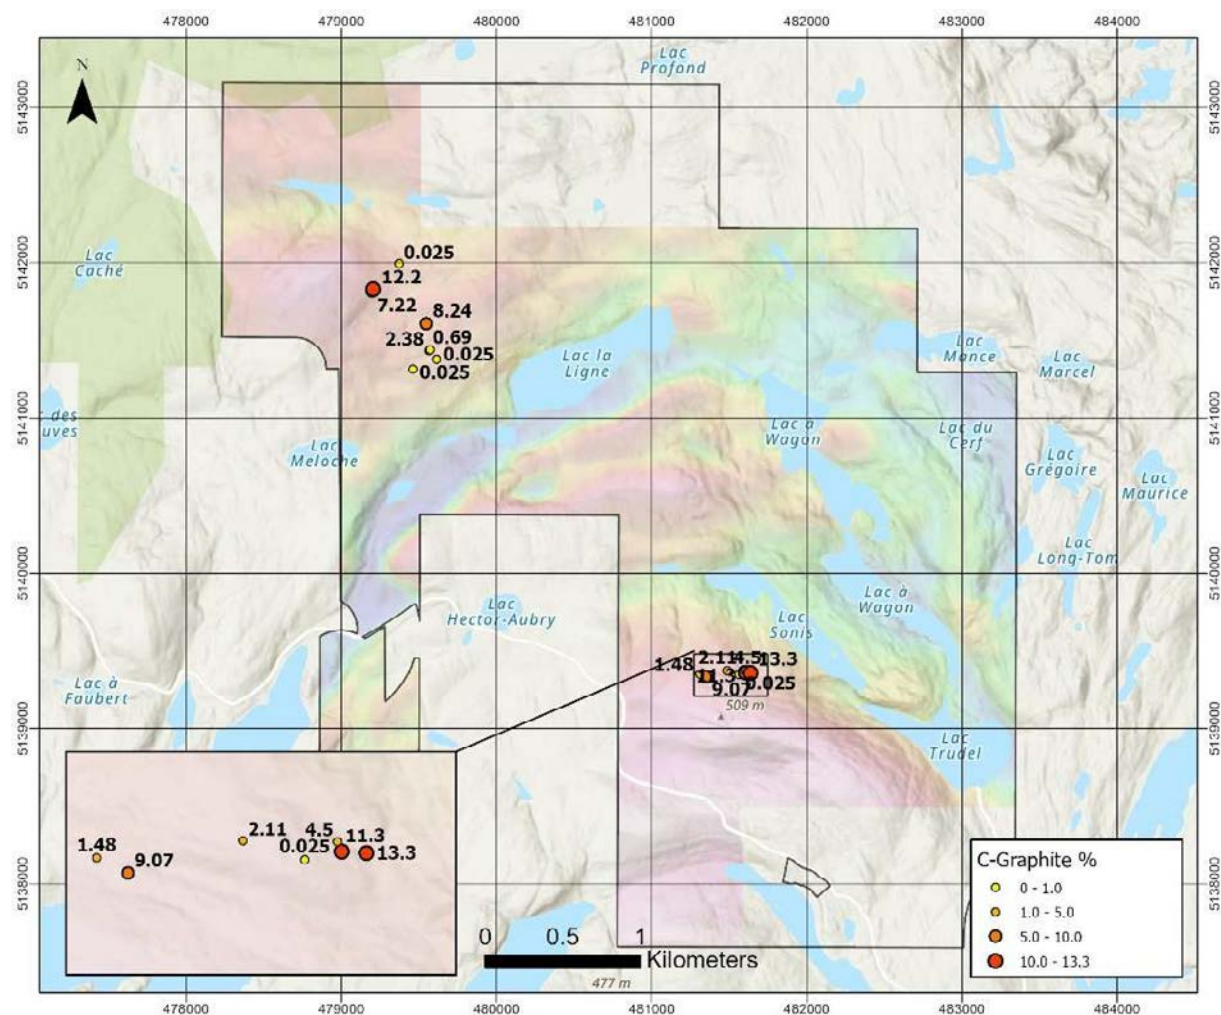 478000 479000 480000 481000 482000 483000 484000
N
Lac
Profond
5143000
5143000
0.025
5142000
5142000
Lac
Caché
12.2
7.22
8.24
2.38 0.69
0.025
0.025
Lac la
Ligne
Lac
Mance
Lac
Marcel
5141000
5141000
des
uves
Lac
Meloche
Lac à
Wagon
Lac du
Cerf
Lac
Grégoire
Lac
Maurice
Lac
Long-Tom
5140000
5140000
Lac
Hector-Aubry
Lac à
Wagon
Lac
Sonis
1.48 2.11 4.5 13.3
11.3
9.07 0.025
509 m
Lac à
Faubert
5139000
5139000
Lac
Trudel
1.48
9.07
2.11
4.5
0.025
11.3
13.3
5138000
5138000
C-Graphite %
0 - 1.0
1.0 - 5.0
5.0 - 10.0
10.0 - 13.3
0 0.5 1
Kilometers
477 m
478000 479000 480000 481000 482000 483000 484000